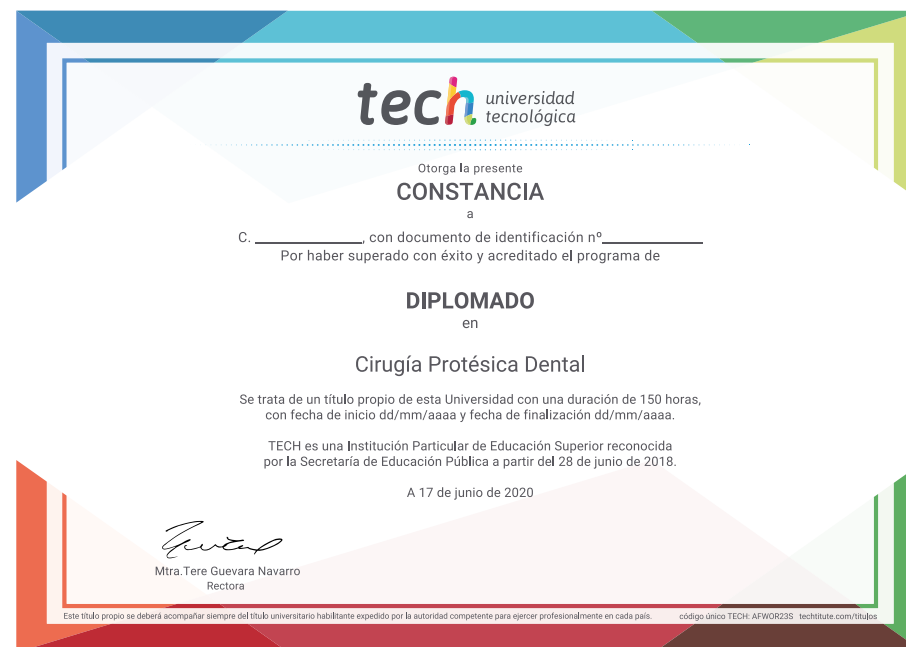 tech universidad
tecnológica
Otorga la presente
CONSTANCIA
a
C. ______________, con documento de identificación nº_____________
Por haber superado con éxito y acreditado el programa de
DIPLOMADO
en
Cirugía Protésica Dental
Se trata de un título propio de esta Universidad con una duración de 150 horas,
con fecha de inicio dd/mm/aaaa y fecha de finalización dd/mm/aaaa.
TECH es una Institución Particular de Educación Superior reconocida
por la Secretaría de Educación Pública a partir del 28 de junio de 2018.
A 17 de junio de 2020
Mtra.Tere Guevara Navarro
Rectora
Este título propio se deberá acompañar siempre del título universitario habilitante expedido por la autoridad competente para ejercer profesionalmente en cada país. código único TECH: AFWOR23S techtitute.com/titulos